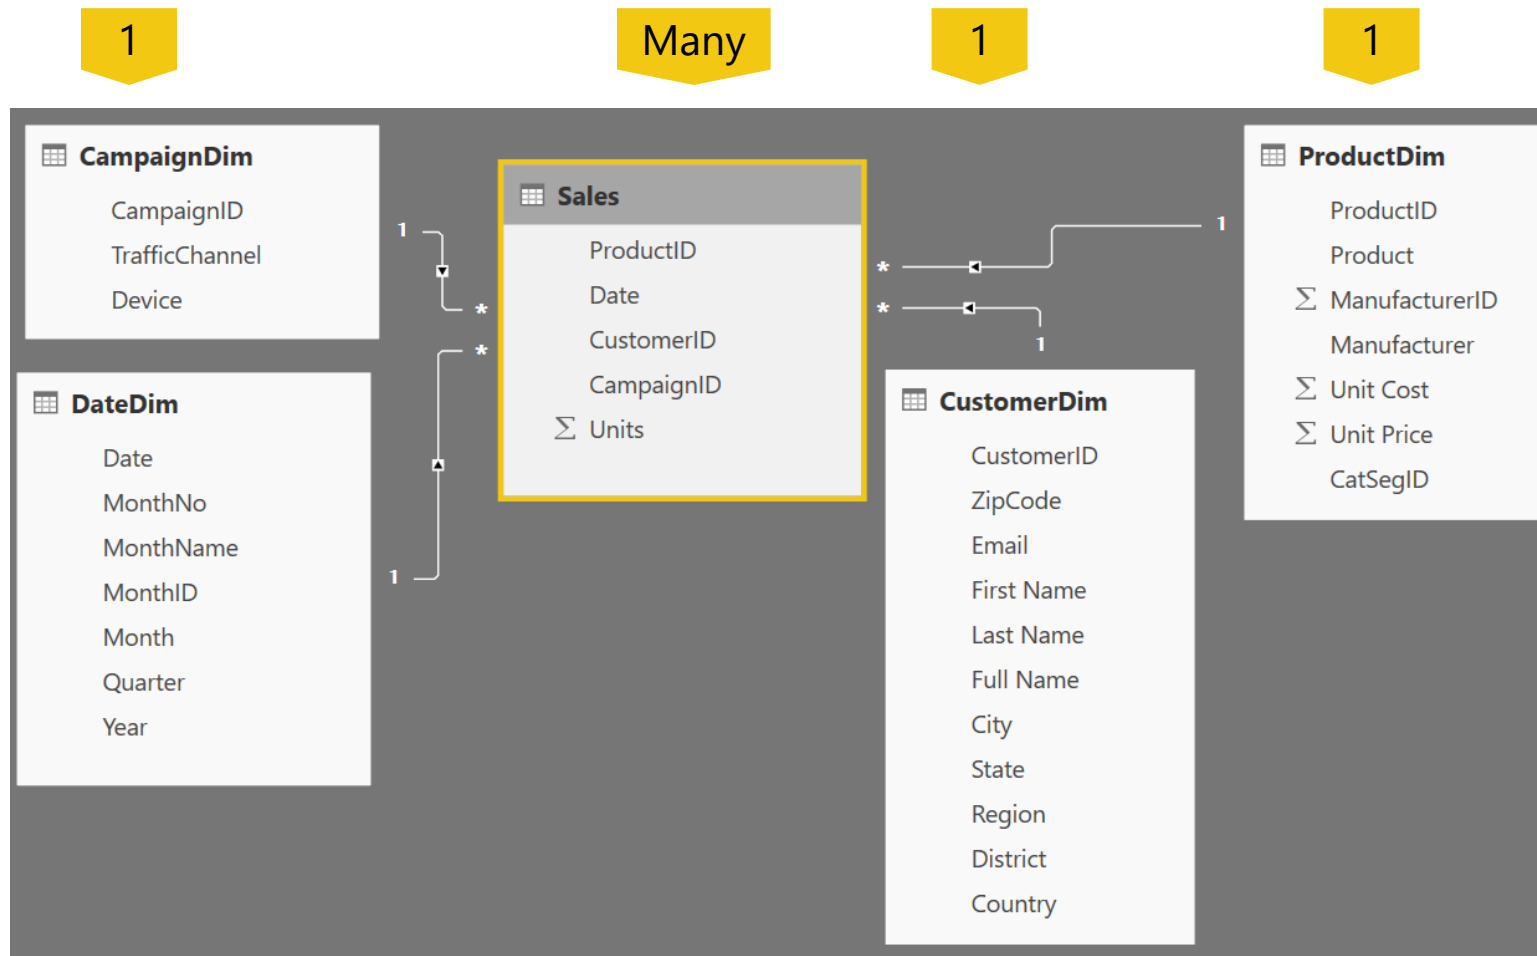 1
Many
1
1
CampaignDim
CampaignID
TrafficChannel
Device
1
*
*
DateDim
Date
MonthNo
MonthName
MonthID
Month
Quarter
Year
1
Sales
ProductID
Date
CustomerID
CampaignID
Σ Units
*
*
1
1
CustomerDim
CustomerID
ZipCode
Email
First Name
Last Name
Full Name
City
State
Region
District
Country
ProductDim
ProductID
Product
Σ ManufacturerID
Manufacturer
Σ Unit Cost
Σ Unit Price
CatSegID